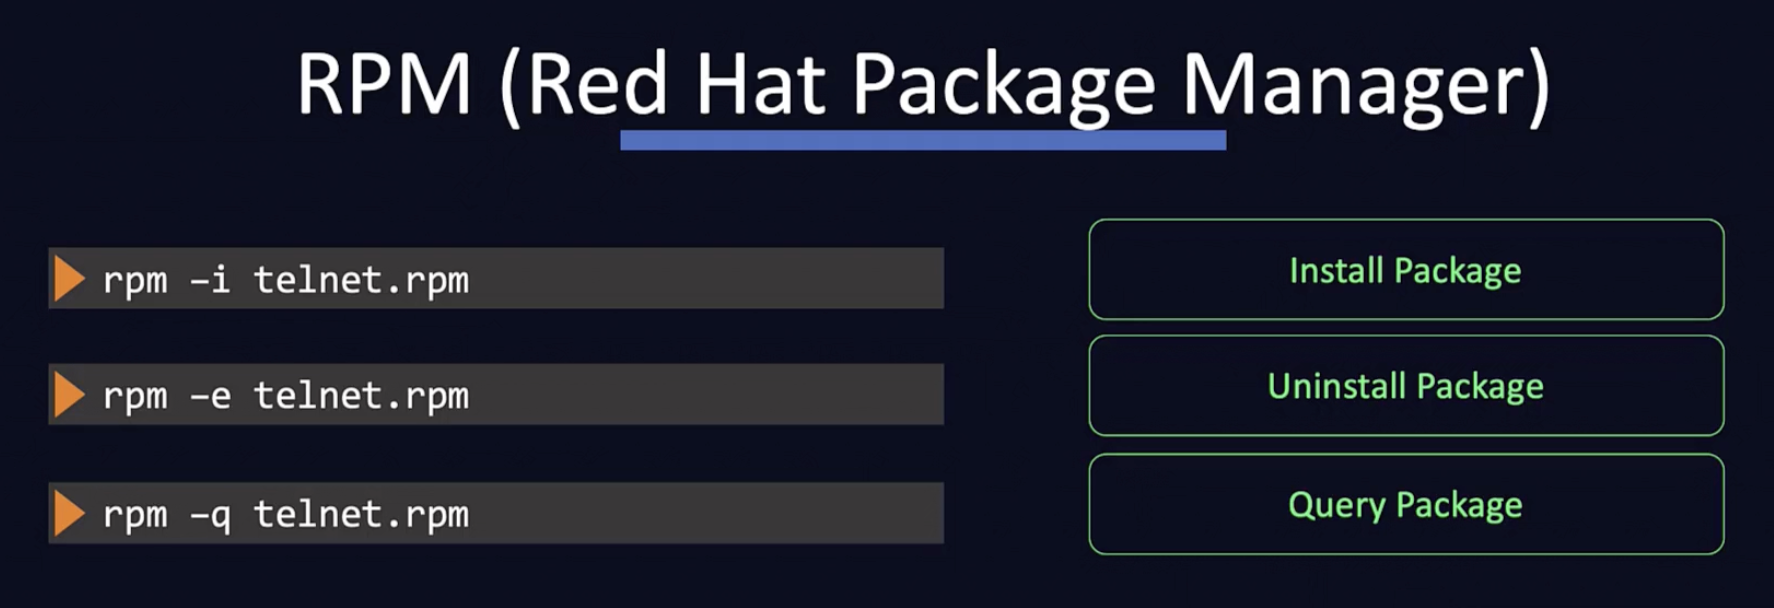 RPM (Red Hat Package Manager)
rpm –i telnet.rpm
Install Package
rpm –e telnet.rpm
Uninstall Package
rpm –q telnet.rpm
Query Package